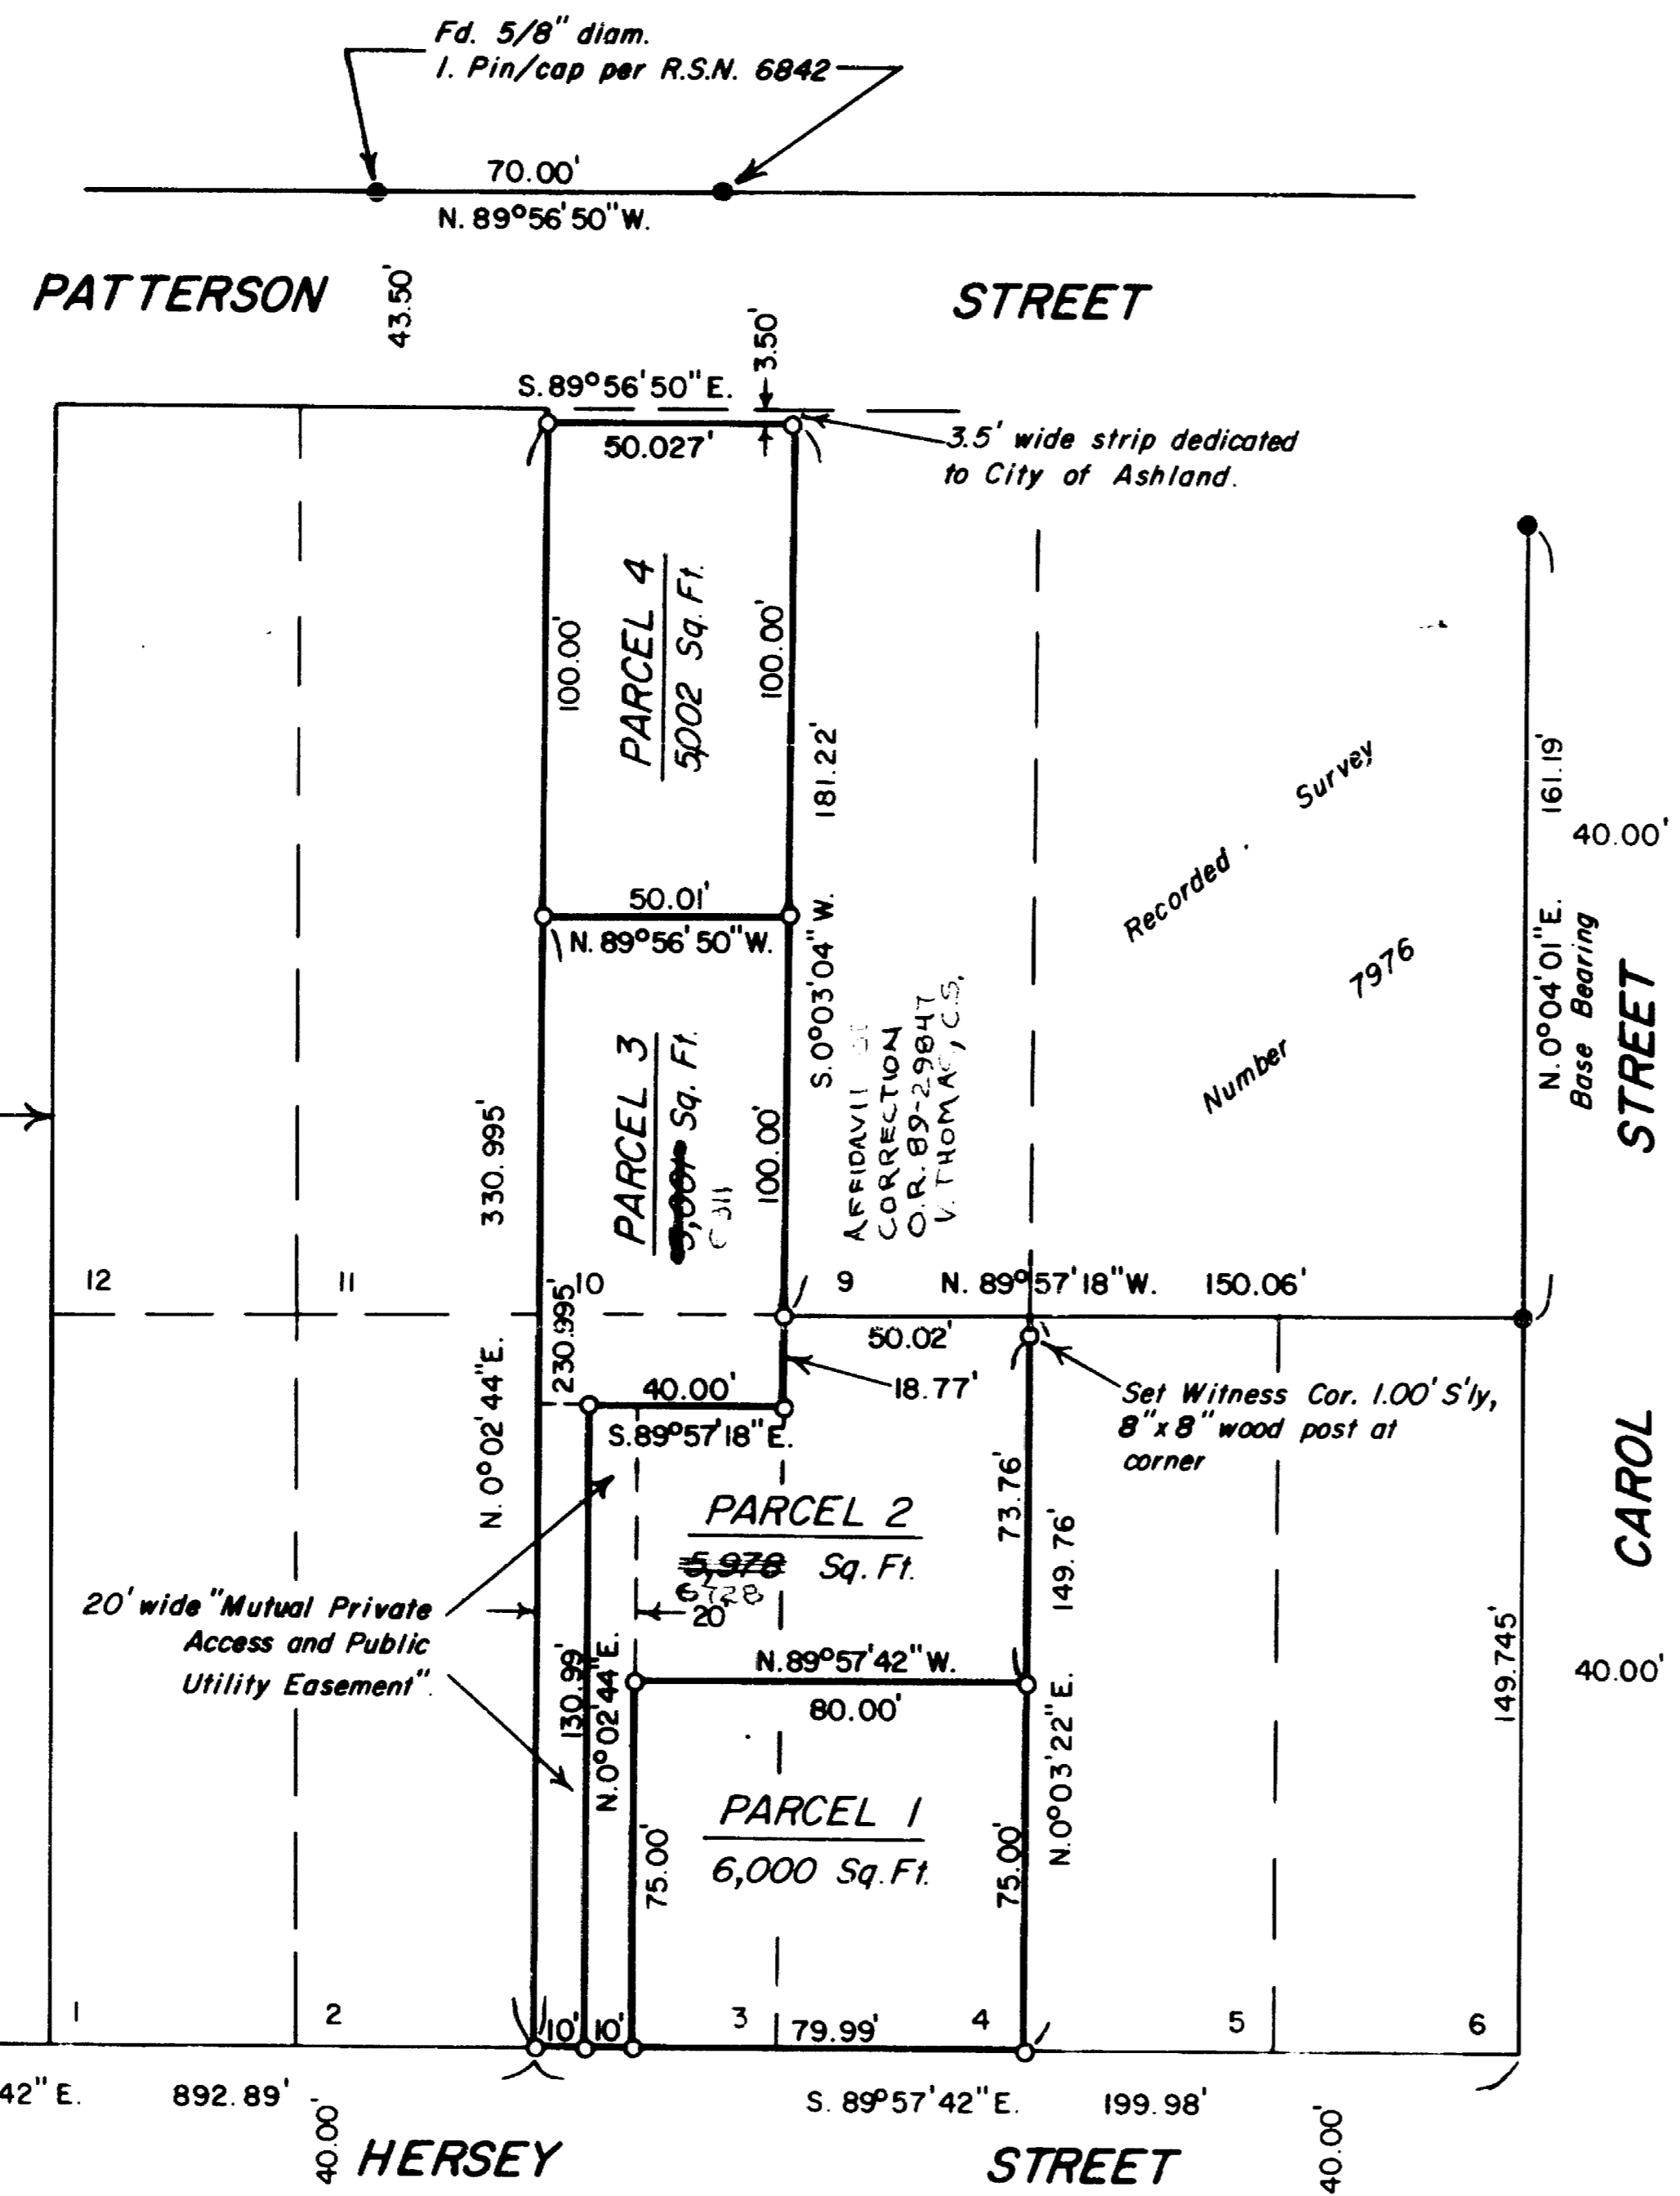 Fd. 5/8" diam.
I. Pin/cap per R.S.N. 6842
70.00'
N. 89°56'50"W.
PATTERSON STREET
43.50'
3.50'
S. 89°56'50"E.
50.027'
3.5' wide strip dedicated
to City of Ashland.
PARCEL 4
5,002 Sq. Ft.
100.00'
100.00'
181.22'
S. 0°03'04"W.
50.01'
N. 89°56'50"W.
Recorded Survey
Number 7976
161.19'
N. 0°04'01"E.
Base Bearing
40.00'
CAROL STREET
PARCEL 3
5,001 Sq. Ft.
100.00'
AFFIDAVIT OF
CORRECTION
O.R. 89-29847
V. THOMAS, C.S.
330.995'
N. 0°02'44"E.
230.995'
12
11
10
9
N. 89°57'18"W. 150.06'
50.02'
18.77'
40.00'
S. 89°57'18"E.
Set Witness Cor. 1.00' S'ly,
8"x8" wood post at
corner
PARCEL 2
5,978 Sq. Ft.
6728
20'
73.76'
149.76'
N. 0°03'22"E.
20' wide "Mutual Private
Access and Public
Utility Easement".
130.99'
N. 0°02'44"E.
N. 89°57'42"W.
80.00'
149.745'
40.00'
PARCEL 1
6,000 Sq. Ft.
75.00'
75.00'
1
2
10'
10'
3
79.99'
4
5
6
42"E. 892.89'
S. 89°57'42"E. 199.98'
40.00'
40.00'
HERSEY STREET